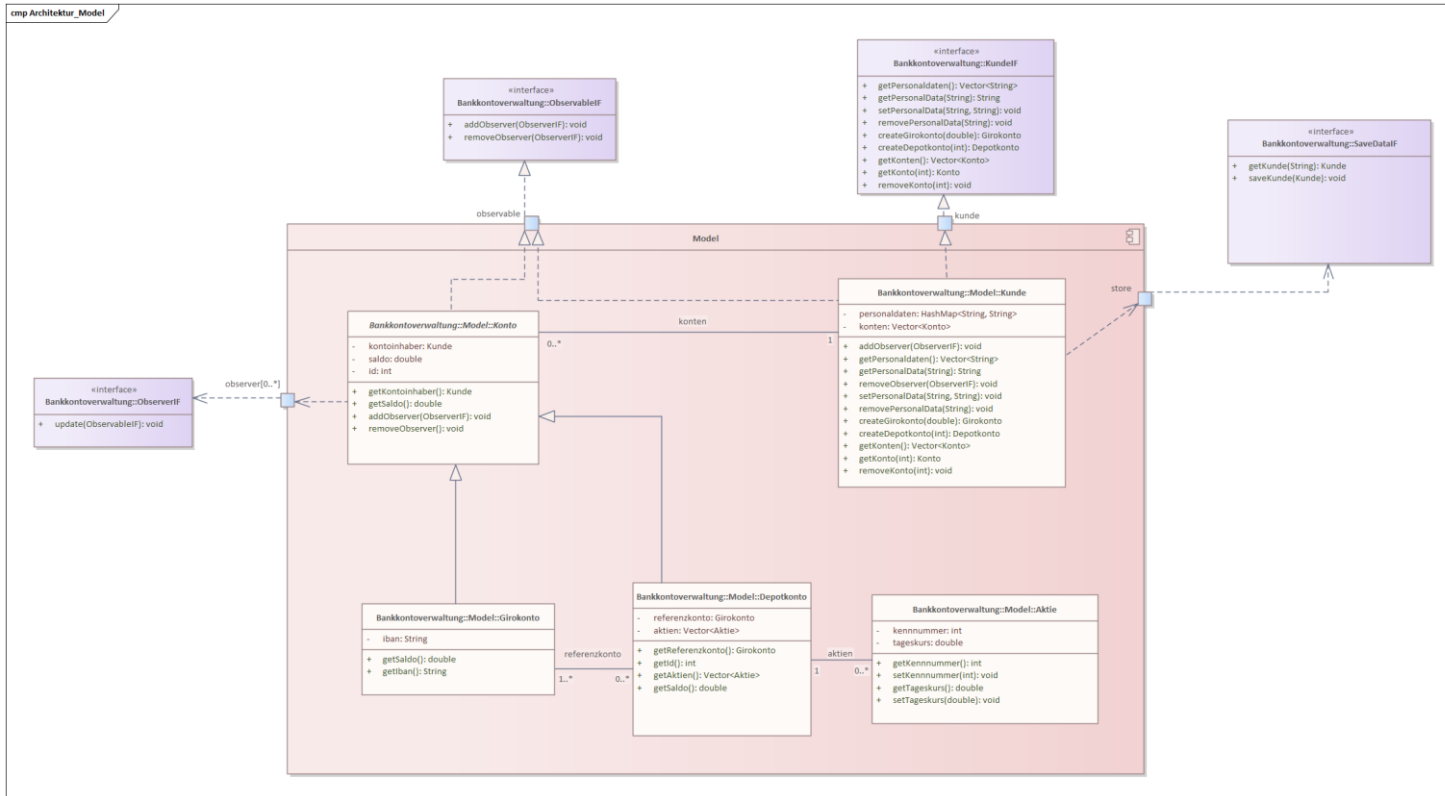 cmp Architektur_Model
«interface»
Bankkontoverwaltung::KundeIF
+ getPersonaldaten(): Vector<String>
+ getPersonalData(String): String
+ setPersonalData(String, String): void
+ removePersonalData(String): void
+ createGirokonto(double): Girokonto
+ createDepotkonto(int): Depotkonto
+ getKonten(): Vector<Konto>
+ getKonto(int): Konto
+ removeKonto(int): void
«interface»
Bankkontoverwaltung::ObservableIF
+ addObserver(ObserverIF): void
+ removeObserver(ObserverIF): void
«interface»
Bankkontoverwaltung::SaveDataIF
+ getKunde(String): Kunde
+ saveKunde(Kunde): void
observable
kunde
Model
store
Bankkontoverwaltung::Model::Kunde
- personaldaten: HashMap<String, String>
- konten: Vector<Konto>
+ addObserver(ObserverIF): void
+ getPersonaldaten(): Vector<String>
+ getPersonalData(String): String
+ removeObserver(ObserverIF): void
+ setPersonalData(String, String): void
+ removePersonalData(String): void
+ createGirokonto(double): Girokonto
+ createDepotkonto(int): Depotkonto
+ getKonten(): Vector<Konto>
+ getKonto(int): Konto
+ removeKonto(int): void
Bankkontoverwaltung::Model::Konto
- kontoinhaber: Kunde
- saldo: double
- id: int
+ getKontoinhaber(): Kunde
+ getSaldo(): double
+ addObserver(ObserverIF): void
+ removeObserver(): void
konten
0..*
1
observer[0..*]
«interface»
Bankkontoverwaltung::ObserverIF
+ update(ObservableIF): void
Bankkontoverwaltung::Model::Girokonto
- iban: String
+ getSaldo(): double
+ getIban(): String
referenzkonto
1..*
0..*
Bankkontoverwaltung::Model::Depotkonto
- referenzkonto: Girokonto
- aktien: Vector<Aktie>
+ getReferenzkonto(): Girokonto
+ getId(): int
+ getAktien(): Vector<Aktie>
+ getSaldo(): double
aktien
1
0..*
Bankkontoverwaltung::Model::Aktie
- kennnummer: int
- tageskurs: double
+ getKennnummer(): int
+ setKennnummer(int): void
+ getTageskurs(): double
+ setTageskurs(double): void